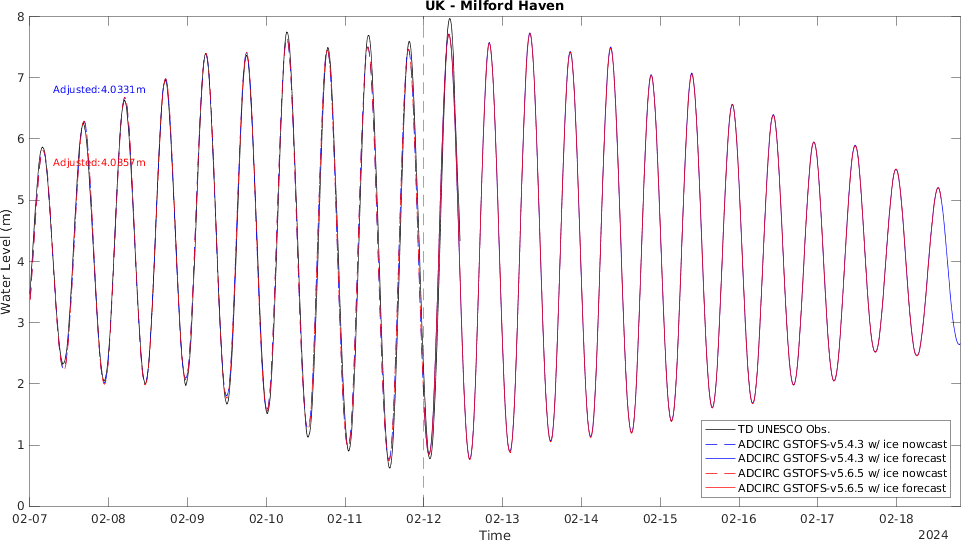 UK - Milford Haven
8
7
6
5
4
3
2
1
0
Water Level (m)
Adjusted:4.0331m
Adjusted:4.0357m
TD UNESCO Obs.
ADCIRC GSTOFS-v5.4.3 w/ ice nowcast
ADCIRC GSTOFS-v5.4.3 w/ ice forecast
ADCIRC GSTOFS-v5.6.5 w/ ice nowcast
ADCIRC GSTOFS-v5.6.5 w/ ice forecast
02-07 02-08 02-09 02-10 02-11 02-12 02-13 02-14 02-15 02-16 02-17 02-18
Time
2024